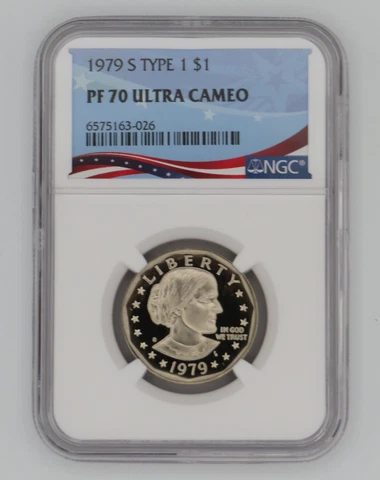 1979 S TYPE 1 $1
PF 70 ULTRA CAMEO
6575163-026
NGC®
LIBERTY
IN GOD
WE TRUST
S
1979